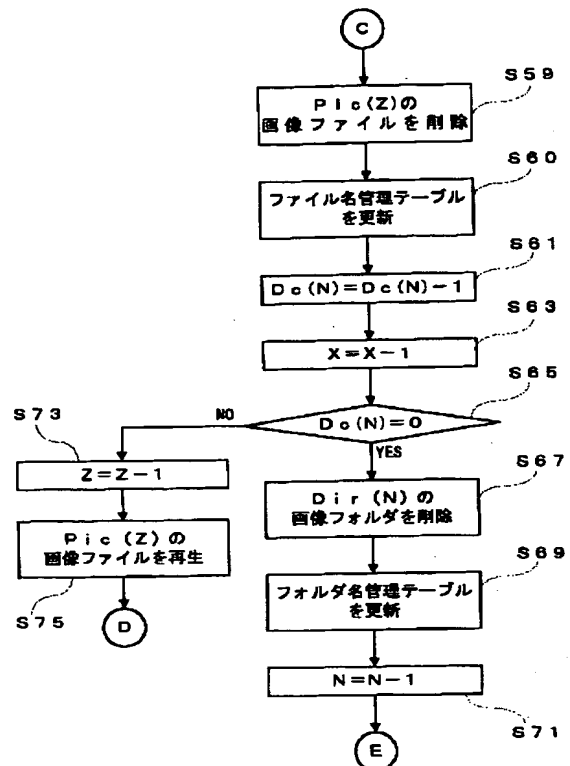 C
S59
Pic(Z)の
画像ファイルを削除
S60
ファイル名管理テーブル
を更新
S61
Dc(N)=Dc(N)-1
S63
X=X-1
S65
Dc(N)=0
NO
YES
S73
Z=Z-1
S67
Dir(N)の
画像フォルダを削除
Pic(Z)の
画像ファイルを再生
S75
D
S69
フォルダ名管理テーブル
を更新
N=N-1
S71
E